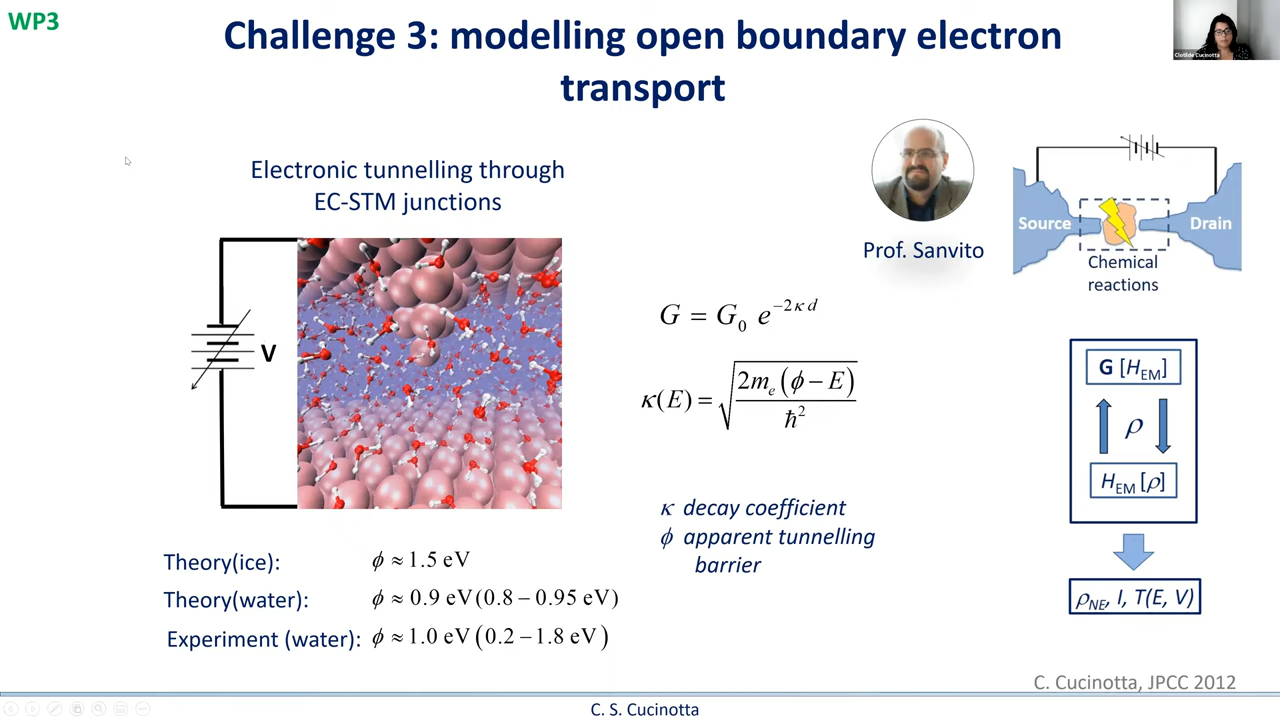 WP3
Challenge 3: modelling open boundary electron
transport
Clotilde Cucinotta
Electronic tunnelling through
EC-STM junctions
V
Prof. Sanvito
Source
Drain
Chemical
reactions
G = G₀ e^{−2κd}
κ(E) = √(2mₑ(ϕ − E) / ħ²)
κ decay coefficient
ϕ apparent tunnelling
barrier
G [H_EM]
ρ
H_EM [ρ]
ρ_NE, I, T(E, V)
Theory(ice): ϕ ≈ 1.5 eV
Theory(water): ϕ ≈ 0.9 eV (0.8 – 0.95 eV)
Experiment (water): ϕ ≈ 1.0 eV (0.2 – 1.8 eV)
C. Cucinotta, JPCC 2012
C. S. Cucinotta